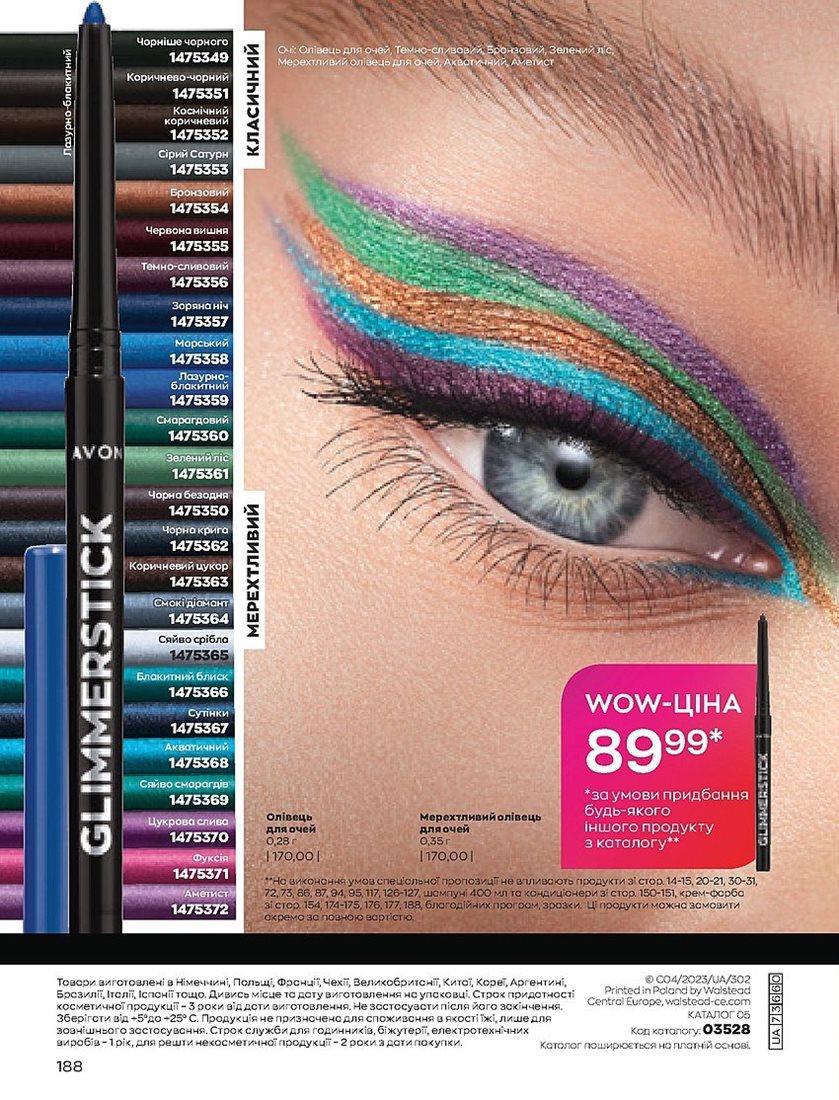 Лазурно-блакитний
Чорніше чорного
1475349
Коричнево-чорний
1475351
Космічний
коричневий
1475352
Сірий Сатурн
1475353
Бронзовий
1475354
Червона вишня
1475355
Темно-сливовий
1475356
Зоряна ніч
1475357
Морський
1475358
Лазурно-
блакитний
1475359
Смарагдовий
1475360
Зелений ліс
1475361
Чорна безодня
1475350
Чорна крига
1475362
Коричневий цукор
1475363
Смокі діамант
1475364
Сяйво срібла
1475365
Блакитний блиск
1475366
Сутінки
1475367
Акватичний
1475368
Сяйво смарагдів
1475369
Цукрова слива
1475370
Фуксія
1475371
Аметист
1475372
КЛАСИЧНИЙ
МЕРЕХТЛИВИЙ
AVON
GLIMMERSTICK
Очі: Олівець для очей, Темно-сливовий, Бронзовий, Зелений ліс,
Мерехтливий олівець для очей, Акватичний, Аметист
WOW-ЦІНА
89⁹⁹*
*за умови придбання
будь-якого
іншого продукту
з каталогу**
GLIMMERSTICK
Олівець
для очей
0,28 г
| 170,00 |
Мерехтливий олівець
для очей
0,35 г
| 170,00 |
**На виконання умов спеціальної пропозиції не впливають продукти зі стор. 14-15, 20-21, 30-31,
72, 73, 86, 87, 94, 95, 117, 126-127, шампуні 400 мл та кондиціонери зі стор. 150-151, крем-фарба
зі стор. 154, 174-175, 176, 177, 188, благодійних програм, зразки. Ці продукти можна замовити
окремо за повною вартістю.
Товари виготовлені в Німеччині, Польщі, Франції, Чехії, Великобританії, Китаї, Кореї, Аргентині,
Бразилії, Італії, Іспанії тощо. Дивись місце та дату виготовлення на упаковці. Строк придатності
косметичної продукції – 3 роки від дати виготовлення. Не застосувати після його закінчення.
Зберігати від +5°до +25° С. Продукція не призначено для споживання в якості їжі, лише для
зовнішнього застосування. Строк служби для годинників, біжутерії, електротехнічних
виробів – 1 рік, для решти некосметичної продукції – 2 роки з дати покупки.
188
© C04/2023/UA/302
Printed in Poland by Walstead
Central Europe, walstead-ce.com
КАТАЛОГ 05
Код каталогу: 03528
Каталог поширюється на платній основі.
UA 73660